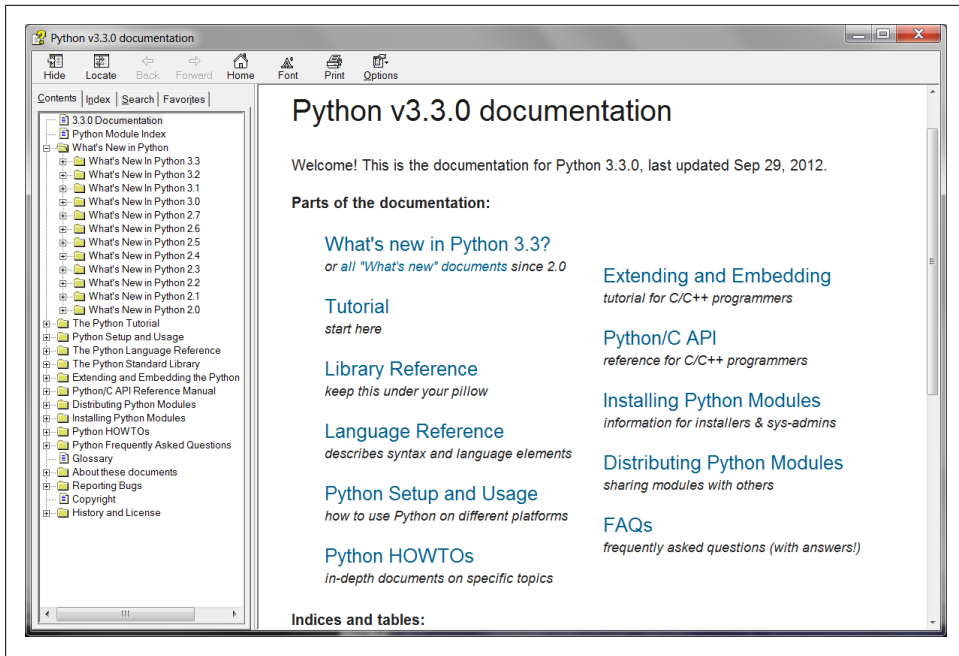 Python v3.3.0 documentation
Hide Locate Back Forward Home Font Print Options
Contents Index Search Favorites
3.3.0 Documentation
Python Module Index
What's New in Python
What's New In Python 3.3
What's New In Python 3.2
What's New In Python 3.1
What's New In Python 3.0
What's New in Python 2.7
What's New in Python 2.6
What's New in Python 2.5
What's New in Python 2.4
What's New in Python 2.3
What's New in Python 2.2
What's New in Python 2.1
What's New in Python 2.0
The Python Tutorial
Python Setup and Usage
The Python Language Reference
The Python Standard Library
Extending and Embedding the Python
Python/C API Reference Manual
Distributing Python Modules
Installing Python Modules
Python HOWTOs
Python Frequently Asked Questions
Glossary
About these documents
Reporting Bugs
Copyright
History and License
Python v3.3.0 documentation
Welcome! This is the documentation for Python 3.3.0, last updated Sep 29, 2012.
Parts of the documentation:
What's new in Python 3.3?
or all "What's new" documents since 2.0
Tutorial
start here
Library Reference
keep this under your pillow
Language Reference
describes syntax and language elements
Python Setup and Usage
how to use Python on different platforms
Python HOWTOs
in-depth documents on specific topics
Extending and Embedding
tutorial for C/C++ programmers
Python/C API
reference for C/C++ programmers
Installing Python Modules
information for installers & sys-admins
Distributing Python Modules
sharing modules with others
FAQs
frequently asked questions (with answers!)
Indices and tables: